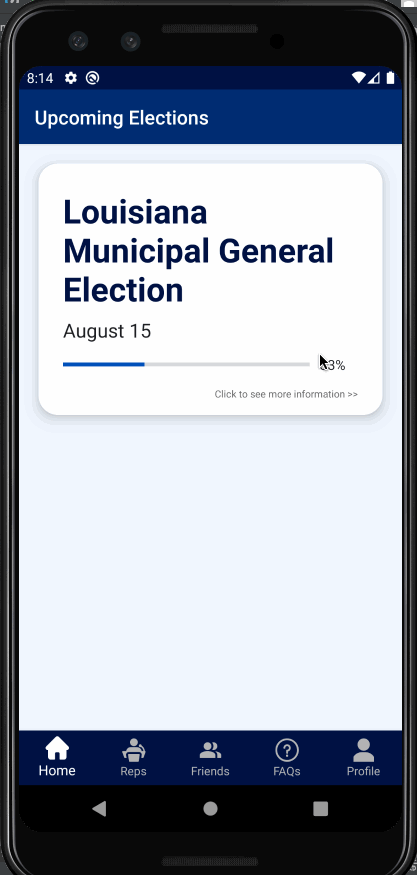 8:14
Upcoming Elections
Louisiana
Municipal General
Election
August 15
3%
Click to see more information >>
Home
Reps
Friends
FAQs
Profile